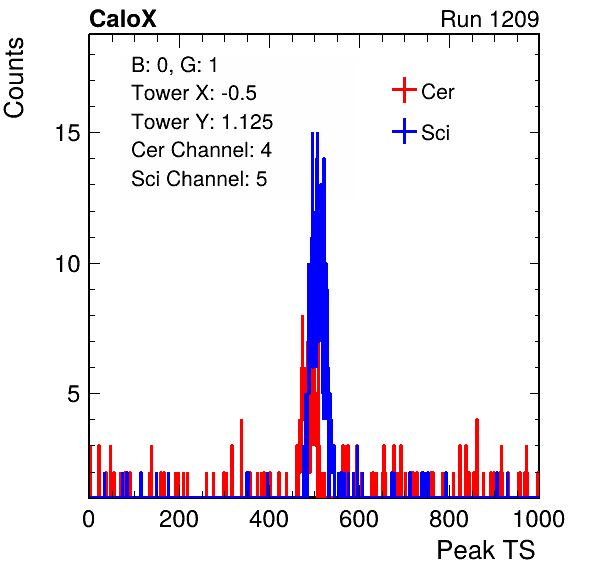 CaloX Run 1209
Counts
B: 0, G: 1
Tower X: -0.5
Tower Y: 1.125
Cer Channel: 4
Sci Channel: 5
Cer
Sci
15
10
5
0 200 400 600 800 1000
Peak TS